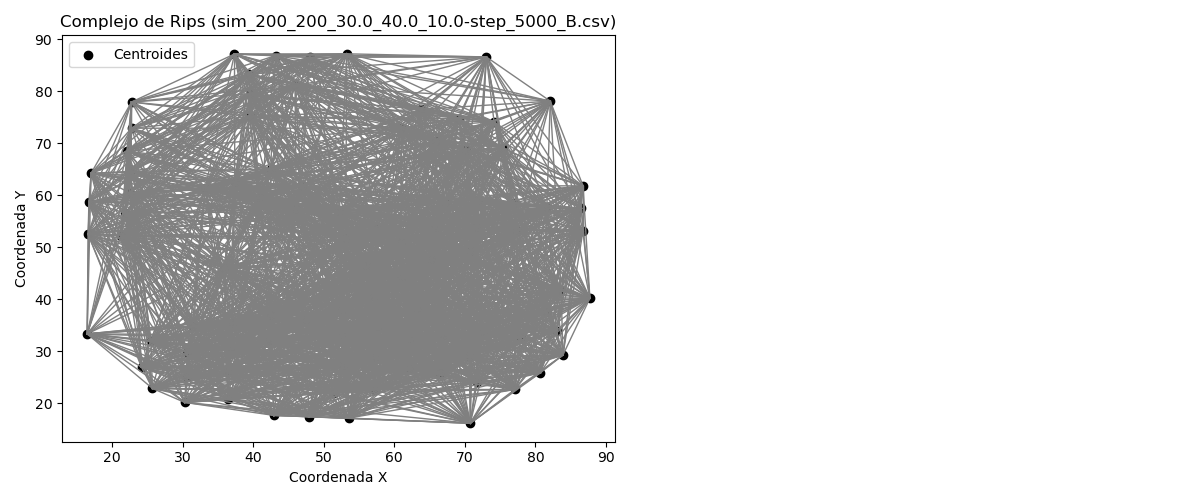 Complejo de Rips (sim_200_200_30.0_40.0_10.0-step_5000_B.csv)
Centroides
90
80
70
60
50
40
30
20
Coordenada Y
20 30 40 50 60 70 80 90
Coordenada X